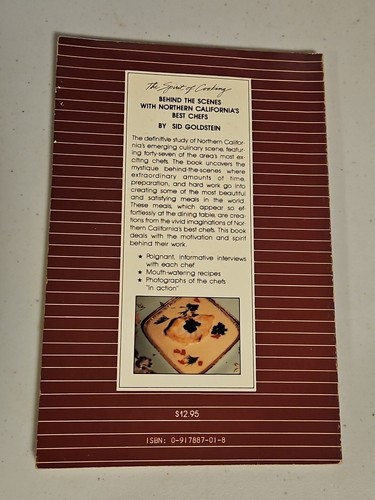 The Spirit of Cooking
BEHIND THE SCENES
WITH NORTHERN CALIFORNIA'S
BEST CHEFS
BY SID GOLDSTEIN
The definitive study of Northern Califor-
nia's emerging culinary scene, featur-
ing forty-seven of the area's most ex-
citing chefs. The book uncovers the
mystique behind-the-scenes where
extraordinary amounts of time,
preparation, and hard work go into
creating some of the most beautiful
and satisfying meals in the world.
These meals, which appear so ef-
fortlessly at the dining table, are crea-
tions from the vivid imaginations of Nor-
thern California's best chefs. This book
deals with the motivation and spirit
behind their work.
★ Poignant, informative interviews
with each chef
★ Mouth-watering recipes
★ Photographs of the chefs
"in action"
$12.95
ISBN: 0-917887-01-8